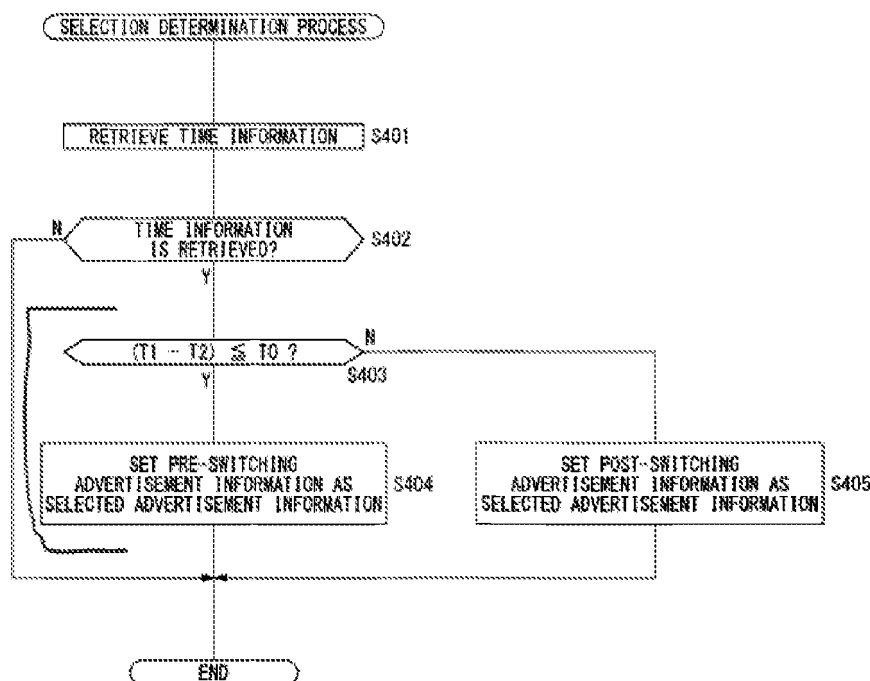 SELECTION DETERMINATION PROCESS
RETRIEVE TIME INFORMATION S401
N
TIME INFORMATION
IS RETRIEVED?
S402
Y
(T1 - T2) ≦ T0 ?
N
S403
Y
SET PRE-SWITCHING
ADVERTISEMENT INFORMATION AS
SELECTED ADVERTISEMENT INFORMATION
S404
SET POST-SWITCHING
ADVERTISEMENT INFORMATION AS
SELECTED ADVERTISEMENT INFORMATION
S405
END